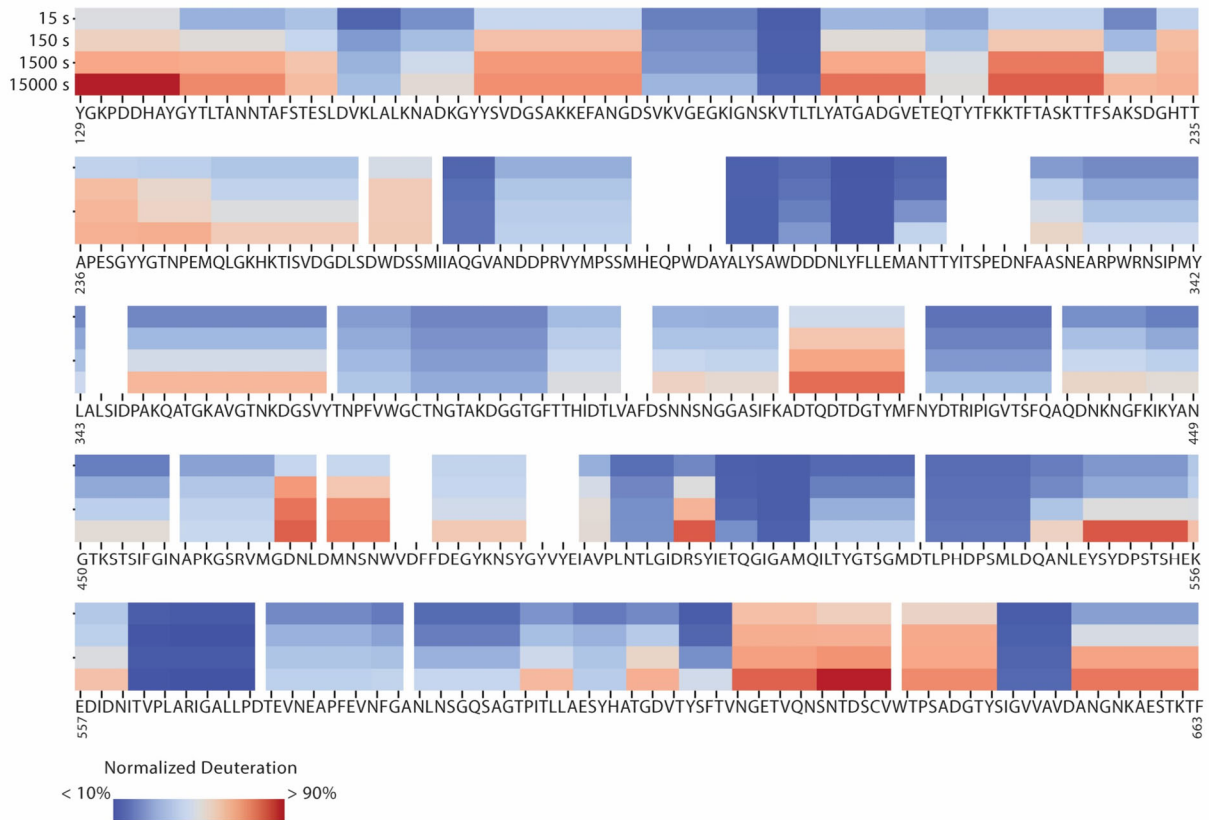 15 s
150 s
1500 s
15000 s
YGKPDDHAYGYTLTANNTAFSTESLDVKLALKNADKGYYSVDGSAKKEFANGDSVKVGEGKIGNSKVTLTLYATGADGVETEQTYTFKKTFTASKTTFSAKSDGHTT
129
235
APESGYYGTNPEMQLGKHKTISVDGDLSDWDSSMIIAQGVANDDPRVYMPSSMHEQPWDAYALYSAWDDDNLYFLLEMANTTYITSPEDNFAASNEARPWRNSIPMY
236
342
LALSIDPAKQATGKAVGTNKDGSVYTNPFVWGCTNGTAKDGGTGFTTHIDTLVAFDSNNSNGGASIFKADTQDTDGTYMFNYDTRIPIGVTSFQAQDNKNGFKIKYAN
343
449
GTKSTSIFGINAPKGSRVMGDNLDMNSNWVDFFDEGYKNSYGYVYEIAVPLNTLGIDRSYIETQGIGAMQILTYGTSGMDTLPHDPSMLDQANLEYSYDPSTSHEK
450
556
EDIDNITVPLARIGALLPDTEVNEAPFEVNFGANLNSGQSAGTPITLLAESYHATGDVTYSFTVNGETVQNSNTDSCVWTPSADGTYSIGVVAVDANGNKAESTKTF
557
663
Normalized Deuteration
< 10% > 90%